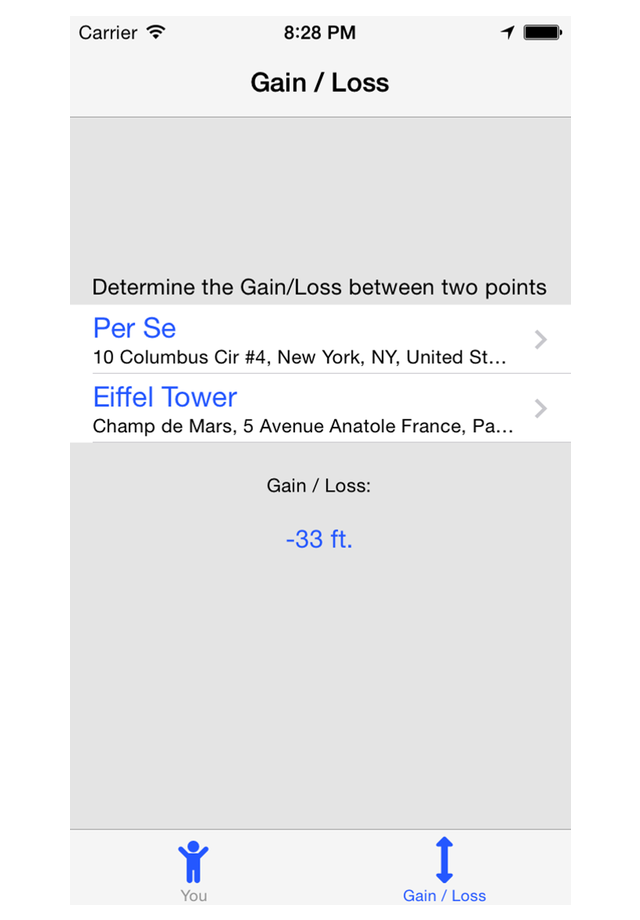 Carrier 8:28 PM
Gain / Loss
Determine the Gain/Loss between two points
Per Se
10 Columbus Cir #4, New York, NY, United St...
Eiffel Tower
Champ de Mars, 5 Avenue Anatole France, Pa...
Gain / Loss:
-33 ft.
You Gain / Loss